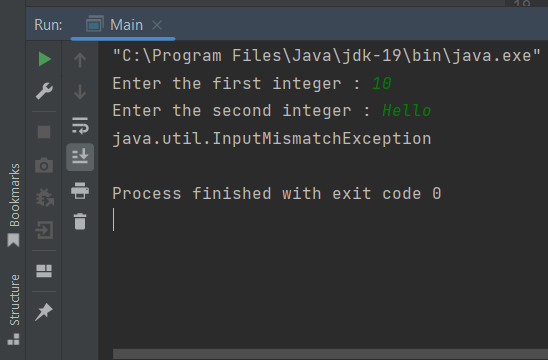 Run: Main
"C:\Program Files\Java\jdk-19\bin\java.exe"
Enter the first integer : 10
Enter the second integer : Hello
java.util.InputMismatchException
Process finished with exit code 0
Bookmarks
Structure